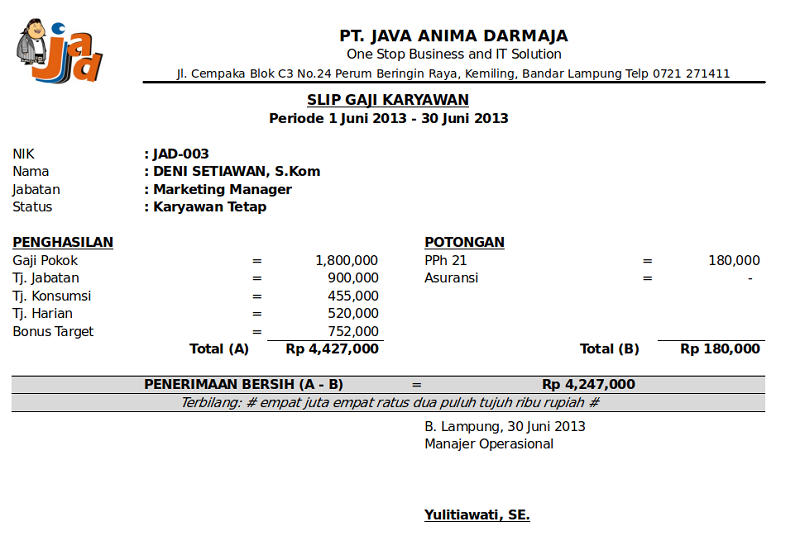 jad
PT. JAVA ANIMA DARMAJA
One Stop Business and IT Solution
Jl. Cempaka Blok C3 No.24 Perum Beringin Raya, Kemiling, Bandar Lampung Telp 0721 271411
SLIP GAJI KARYAWAN
Periode 1 Juni 2013 - 30 Juni 2013
NIK : JAD-003
Nama : DENI SETIAWAN, S.Kom
Jabatan : Marketing Manager
Status : Karyawan Tetap
PENGHASILAN POTONGAN
Gaji Pokok = 1,800,000 PPh 21 = 180,000
Tj. Jabatan = 900,000 Asuransi = -
Tj. Konsumsi = 455,000
Tj. Harian = 520,000
Bonus Target = 752,000
Total (A) Rp 4,427,000 Total (B) Rp 180,000
PENERIMAAN BERSIH (A - B) = Rp 4,247,000
Terbilang: # empat juta empat ratus dua puluh tujuh ribu rupiah #
B. Lampung, 30 Juni 2013
Manajer Operasional
Yulitiawati, SE.